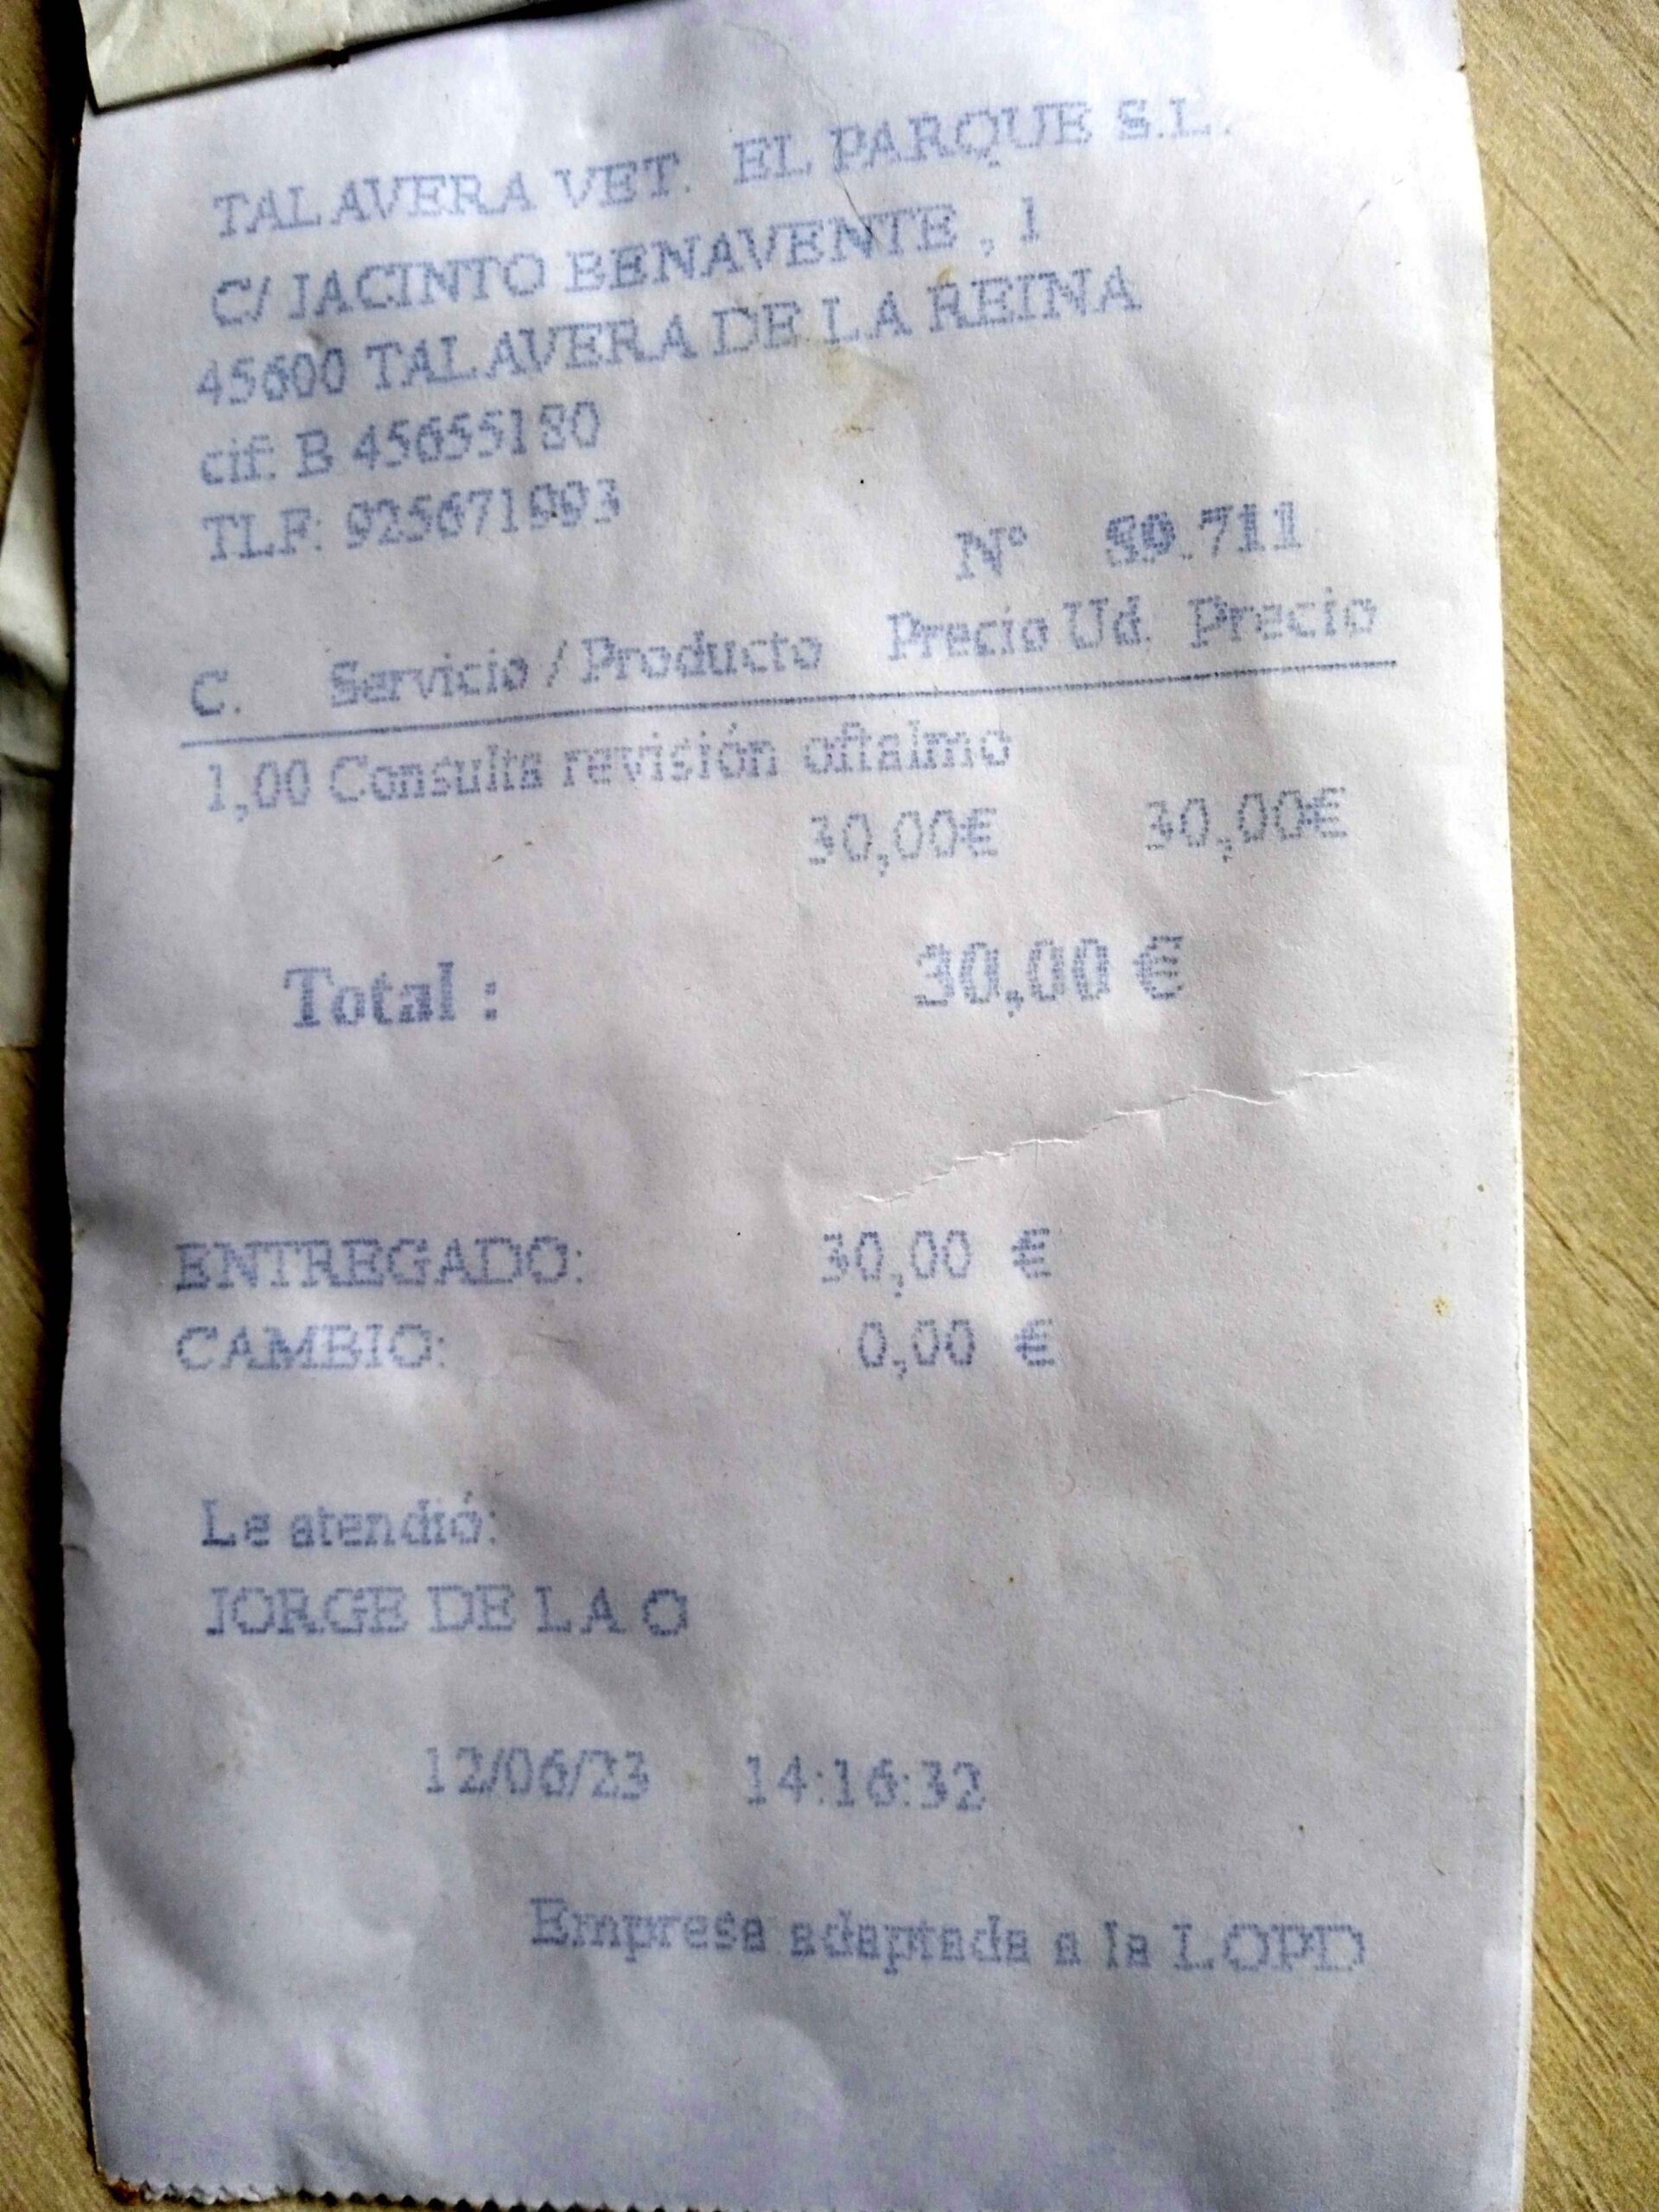 TALAVERA VET. EL PARQUE S.L.
C/ JACINTO BENAVENTE , 1
45600 TALAVERA DE LA REINA
cif: B 45655180
TLF: 925671993
Nº 89.711
C. Servicio / Producto Precio Ud. Precio
1,00 Consulta revisión oftalmo
30,00€ 30,00€
Total : 30,00 €
ENTREGADO: 30,00 €
CAMBIO: 0,00 €
Le atendió:
JORGE DE LA O
12/06/23 14:16:32
Empresa adaptada a la LOPD